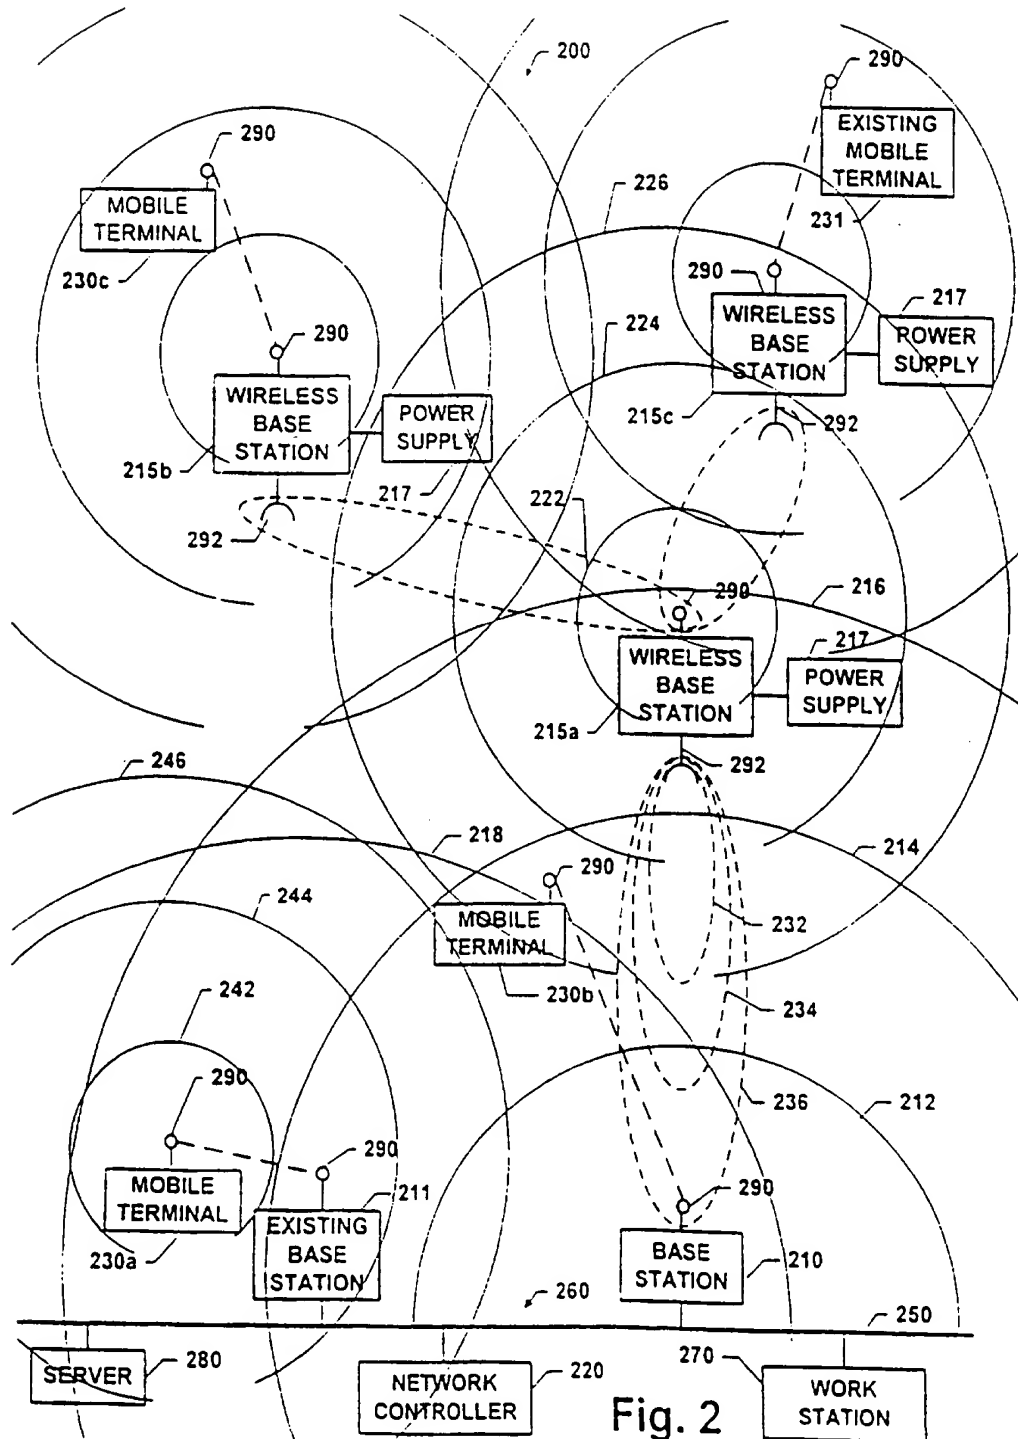 200
290
290
EXISTING
MOBILE
TERMINAL
MOBILE
TERMINAL
226
231
230c
290
217
290
WIRELESS
BASE
STATION
POWER
SUPPLY
224
WIRELESS
BASE
STATION
POWER
SUPPLY
215c
292
215b
217
222
292
290
216
217
WIRELESS
BASE
STATION
POWER
SUPPLY
215a
292
246
218
214
290
244
MOBILE
TERMINAL
232
230b
242
234
290
236
212
290
290
211
MOBILE
TERMINAL
EXISTING
BASE
STATION
BASE
STATION
210
230a
260
250
SERVER
280
NETWORK
CONTROLLER
220
270
WORK
STATION
Fig. 2